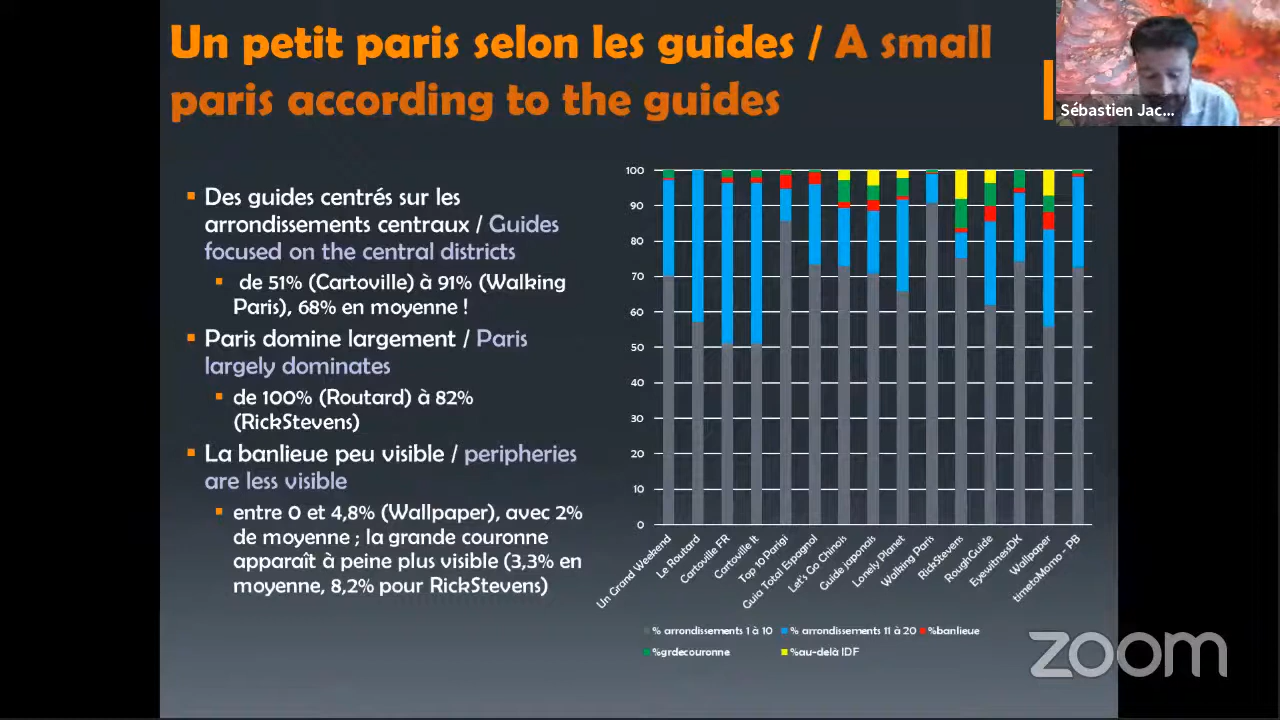 Un petit paris selon les guides / A small
paris according to the guides
Sébastien Jac...
Des guides centrés sur les
arrondissements centraux / Guides
focused on the central districts
de 51% (Cartoville) à 91% (Walking
Paris), 68% en moyenne !
Paris domine largement / Paris
largely dominates
de 100% (Routard) à 82%
(RickStevens)
La banlieue peu visible / peripheries
are less visible
entre 0 et 4,8% (Wallpaper), avec 2%
de moyenne ; la grande couronne
apparaît à peine plus visible (3,3% en
moyenne, 8,2% pour RickStevens)
100
90
80
70
60
50
40
30
20
10
0
Un Grand Weekend
Le Routard
Cartoville FR
Cartoville It
Top 10 Parigi
Guia Total Espagnol
Let's Go Chinois
Guide japonais
Lonely Planet
Walking Paris
RickStevens
RoughGuide
EyewitnesDK
Wallpaper
timetoMomo - PB
% arrondissements 1 à 10
% arrondissements 11 à 20
%banlieue
%grdecouronne
%au-delà IDF
zoom